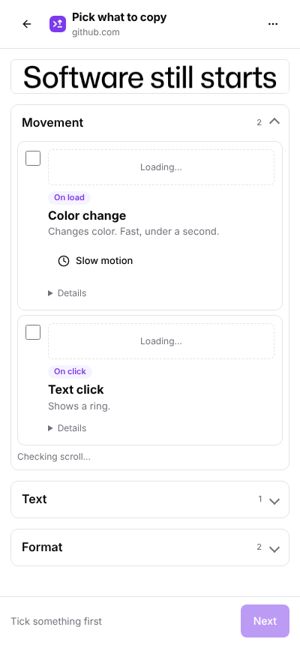 Pick what to copy
github.com
Software still starts
Movement 2
Loading...
On load
Color change
Changes color. Fast, under a second.
Slow motion
Details
Loading...
On click
Text click
Shows a ring.
Details
Checking scroll...
Text 1
Format 2
Tick something first Next